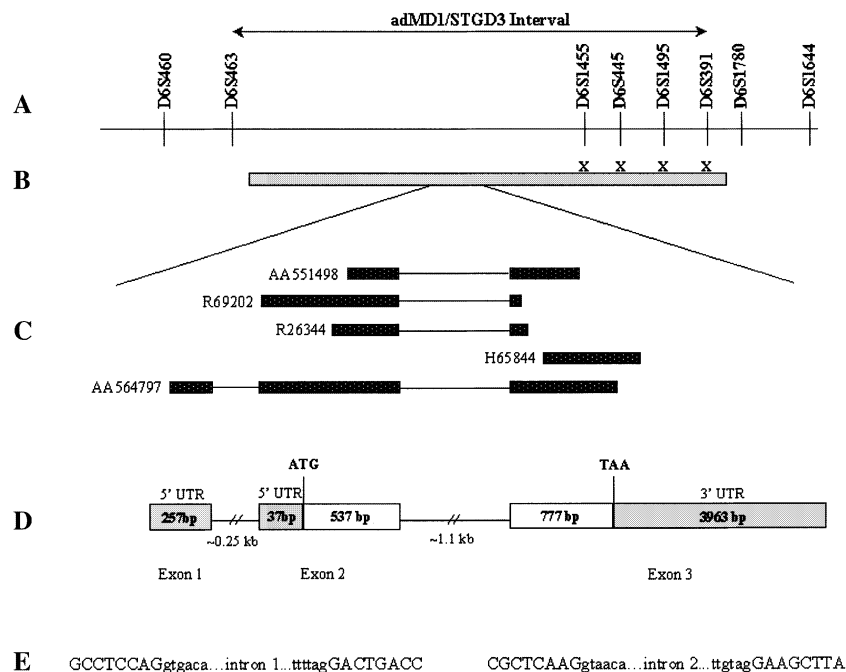 adMD1/STGD3 Interval
D6S460
D6S463
D6S1455
D6S445
D6S1495
D6S391
D6S1780
D6S1644
A
X X X X
B
AA551498
R69202
R26344
C
H65844
AA564797
ATG
TAA
5' UTR
5' UTR
3' UTR
D
257bp
//
37bp
537 bp
//
777 bp
3963 bp
~0.25 kb
~1.1 kb
Exon 1
Exon 2
Exon 3
E
GCCTCCAGgtgaca...intron 1...ttttagGACTGACC
CGCTCAAGgtaaca...intron 2...ttgtagGAAGCTTA